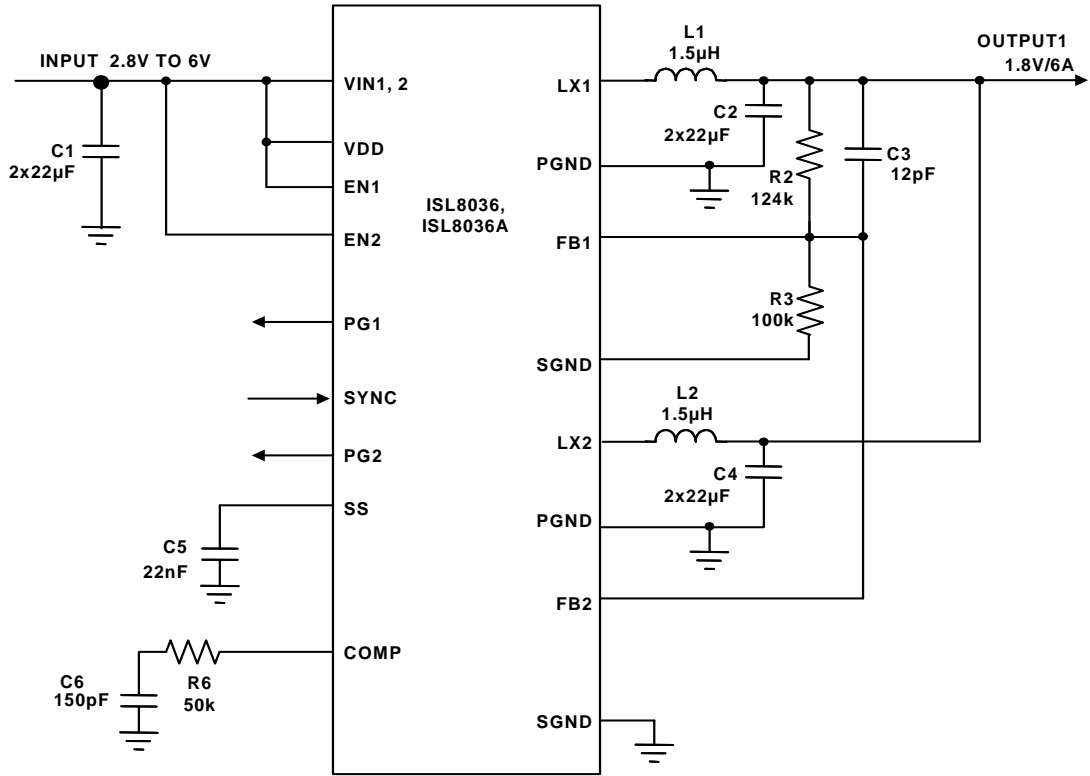 INPUT 2.8V TO 6V
C1
2x22µF
VIN1, 2
VDD
EN1
EN2
PG1
SYNC
PG2
SS
C5
22nF
COMP
R6
50k
C6
150pF
ISL8036,
ISL8036A
LX1
PGND
FB1
SGND
LX2
PGND
FB2
SGND
L1
1.5µH
C2
2x22µF
R2
124k
C3
12pF
R3
100k
L2
1.5µH
C4
2x22µF
OUTPUT1
1.8V/6A